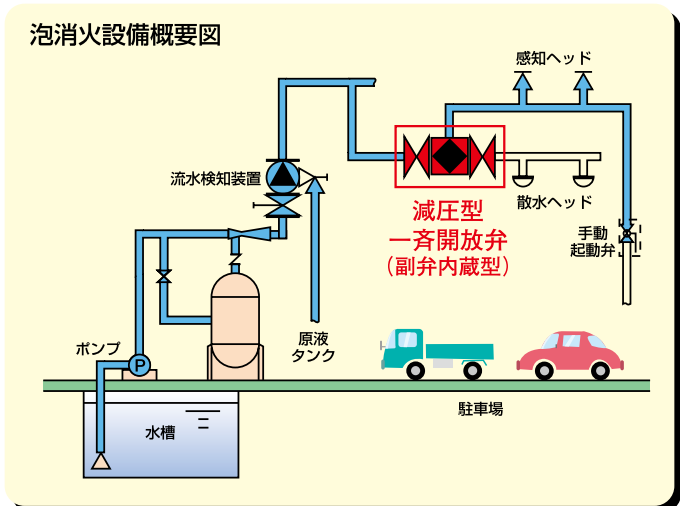 泡消火設備概要図
感知ヘッド
流水検知装置
散水ヘッド
減圧型
一斉開放弁
（副弁内蔵型）
手動
起動弁
原液
タンク
ポンプ
P
駐車場
水槽